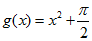 g(x) = x² + π/2